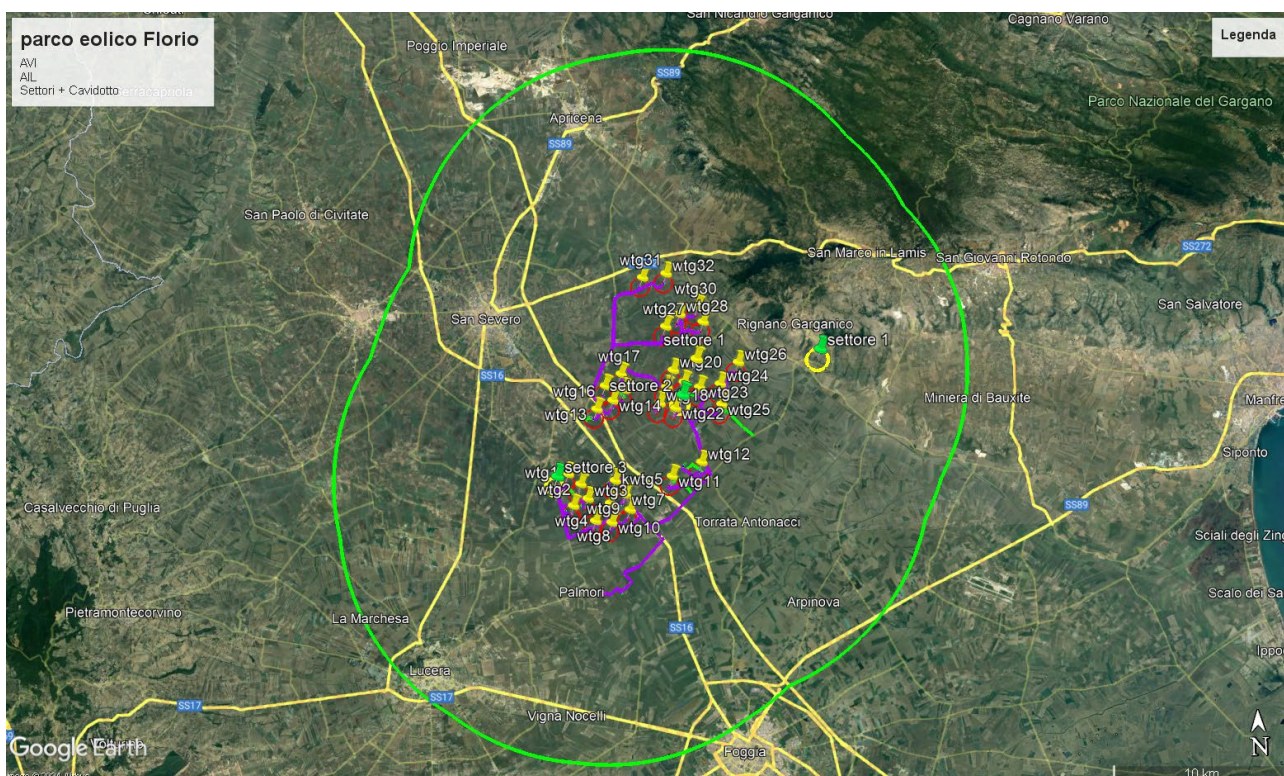 San Nicandro Garganico
Cagnano Varano
parco eolico Florio
AVI
AIL
Settori + Cavidotto
Legenda
Poggio Imperiale
SS89
Parco Nazionale del Gargano
Apricena
SS89
San Paolo di Civitate
SS272
San Marco in Lamis
San Giovanni Rotondo
wtg31
wtg32
wtg30
San Salvatore
wtg27
wtg28
San Severo
Rignano Garganico
settore 1
settore 1
wtg17
wtg20
wtg26
SS16
wtg24
settore 2
wtg16
wtg18
wtg23
Miniera di Bauxite
wtg13
wtg14
wtg22
wtg25
Siponto
wtg12
settore 3
wtg1
kwtg5
wtg11
wtg2
wtg3
wtg7
SS89
Casalvecchio di Puglia
wtg9
wtg4
wtg10
Torrata Antonacci
wtg8
Palmori
Arpinova
Pietramontecorvino
La Marchesa
SS16
Lucera
SS17
SS17
Vigna Nocelli
Google Earth
Foggia
N
10 km